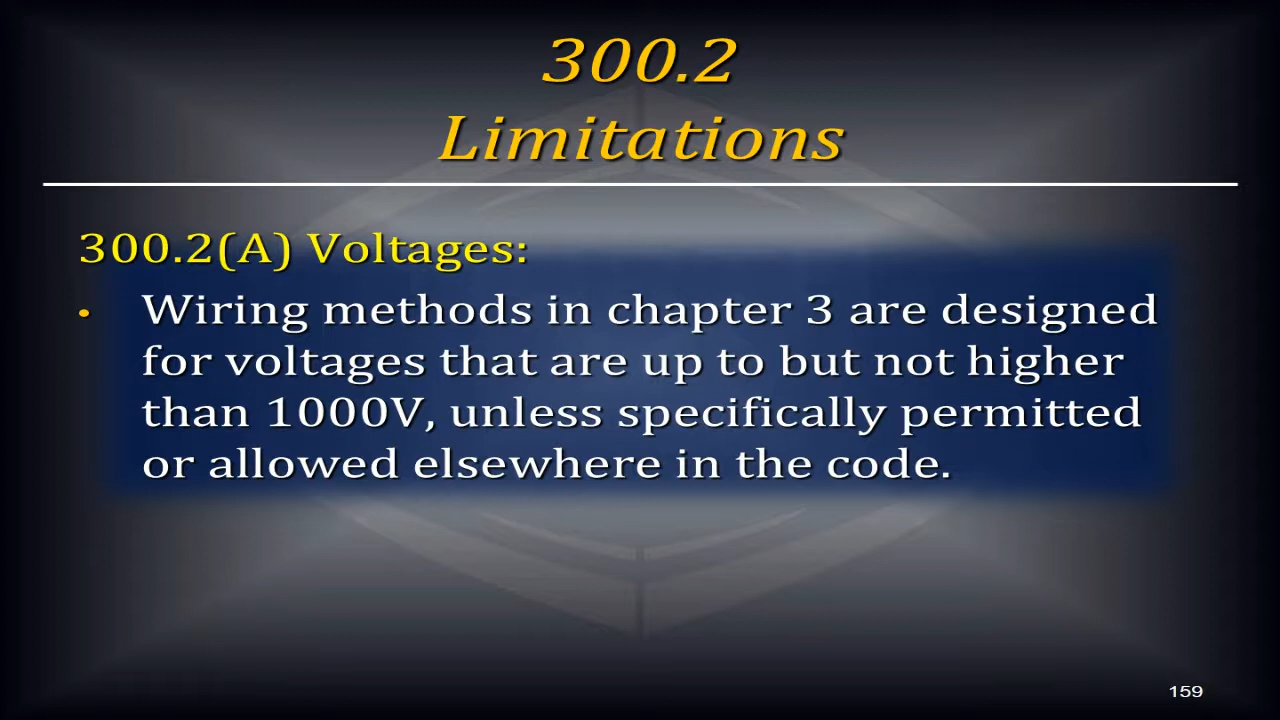 300.2
Limitations
300.2(A) Voltages:
• Wiring methods in chapter 3 are designed
for voltages that are up to but not higher
than 1000V, unless specifically permitted
or allowed elsewhere in the code.
159